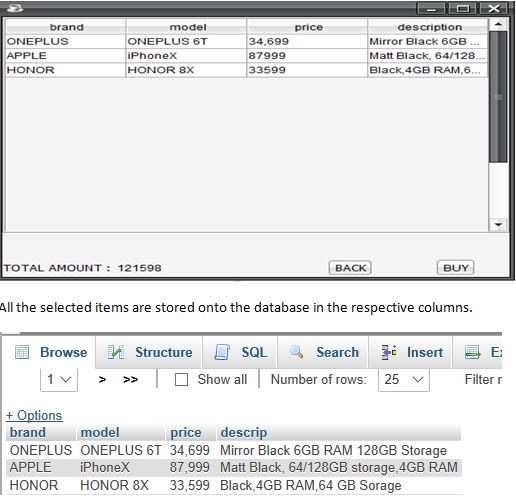 brand model price description
ONEPLUS ONEPLUS 6T 34,699 Mirror Black 6GB ...
APPLE iPhoneX 87999 Matt Black, 64/128...
HONOR HONOR 8X 33599 Black,4GB RAM,6...
TOTAL AMOUNT : 121598 BACK BUY
All the selected items are stored onto the database in the respective columns.
Browse Structure SQL Search Insert E
1 > >> Show all Number of rows: 25 Filter r
+ Options
brand model price descrip
ONEPLUS ONEPLUS 6T 34,699 Mirror Black 6GB RAM 128GB Storage
APPLE iPhoneX 87,999 Matt Black, 64/128GB storage,4GB RAM
HONOR HONOR 8X 33,599 Black,4GB RAM,64 GB Sorage